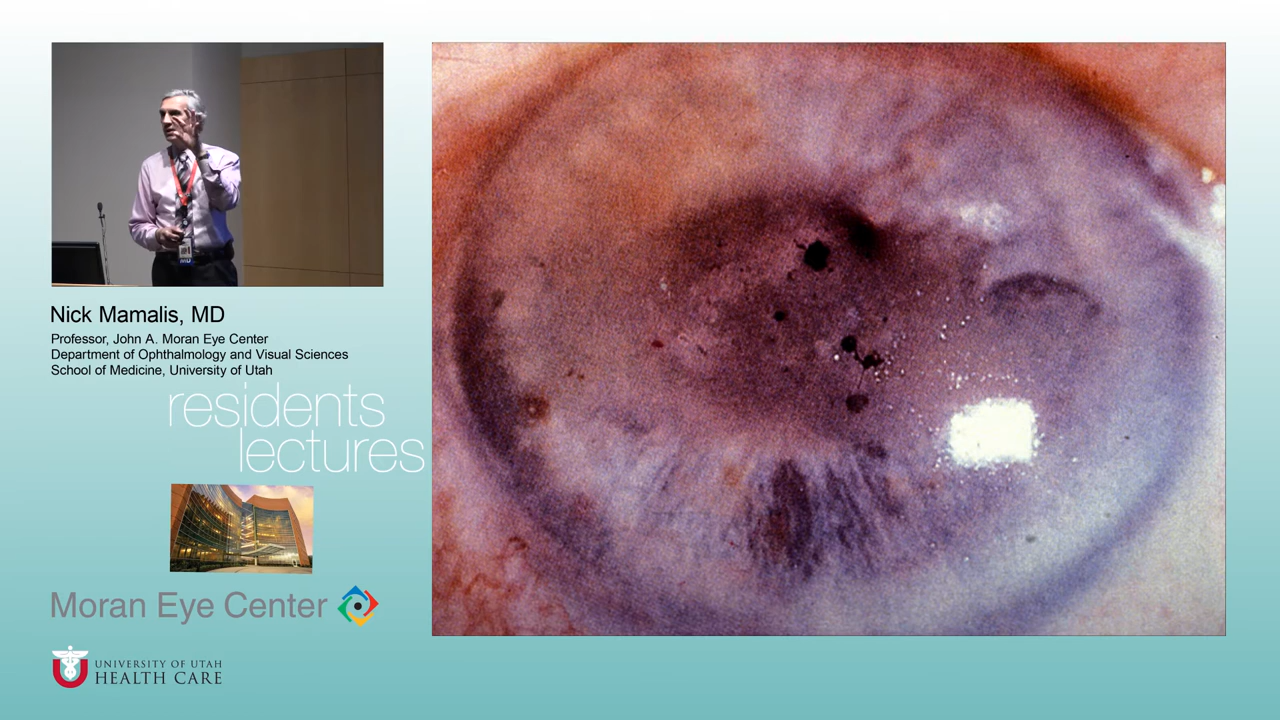 Nick Mamalis, MD
Professor, John A. Moran Eye Center
Department of Ophthalmology and Visual Sciences
School of Medicine, University of Utah
residents
lectures
Moran Eye Center
UNIVERSITY OF UTAH
HEALTH CARE